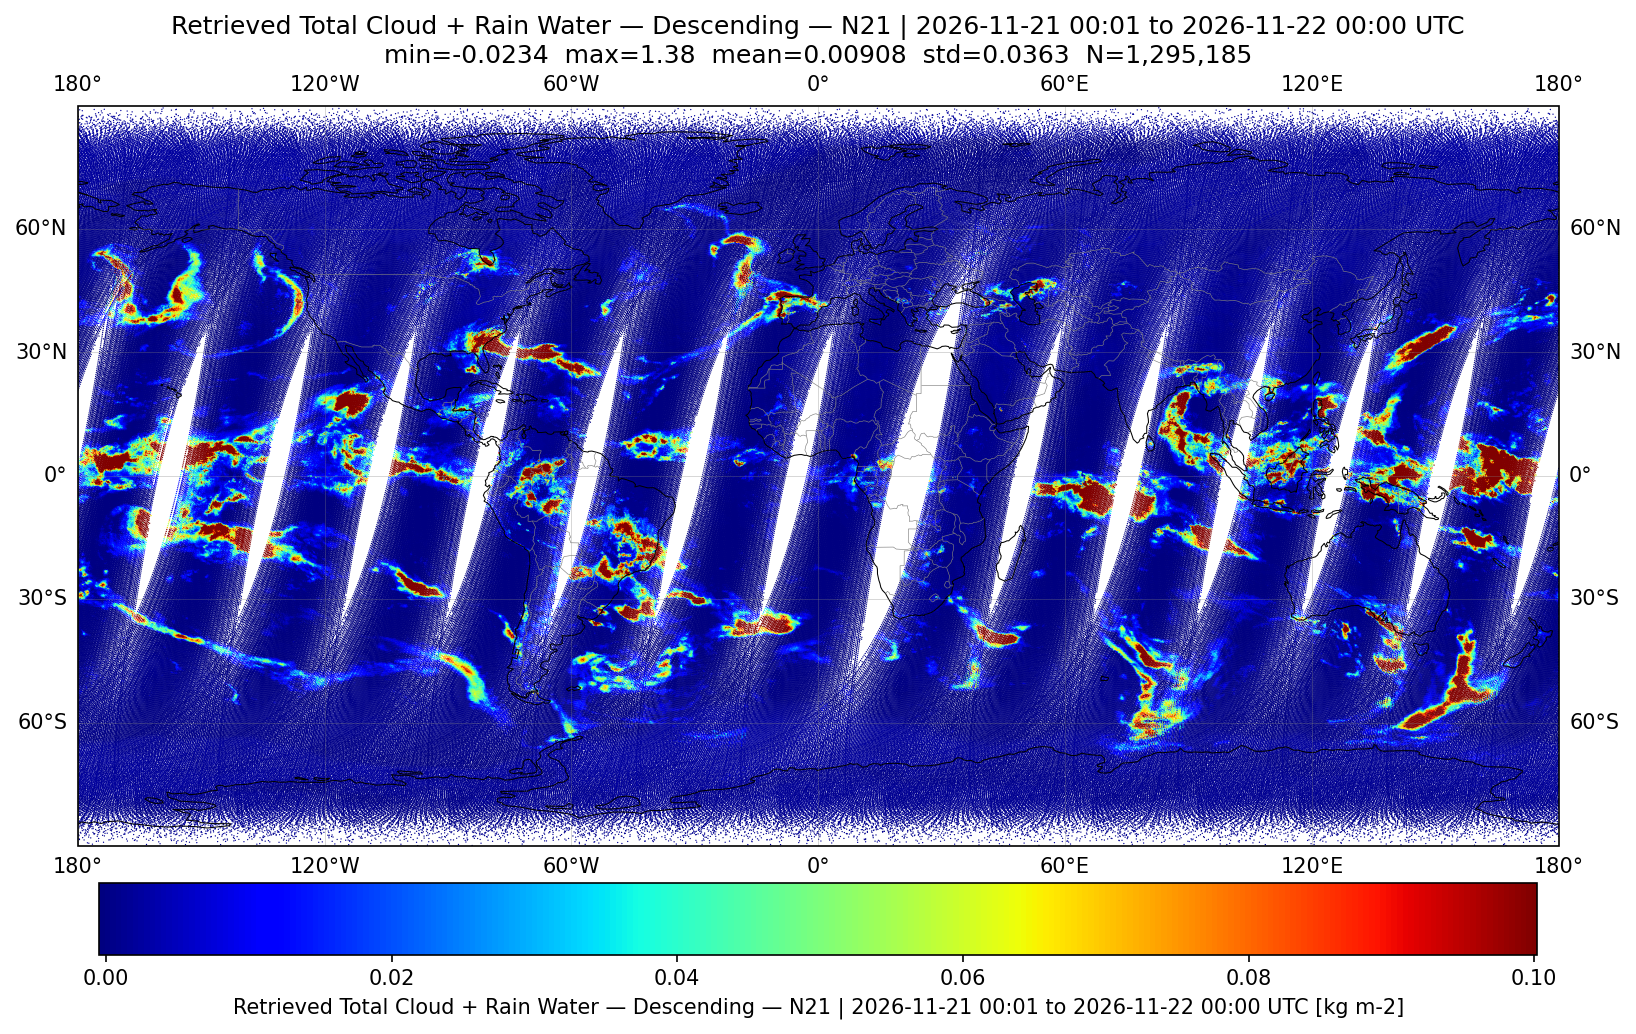 Retrieved Total Cloud + Rain Water — Descending — N21 | 2026-11-21 00:01 to 2026-11-22 00:00 UTC
min=-0.0234 max=1.38 mean=0.00908 std=0.0363 N=1,295,185
180° 120°W 60°W 0° 60°E 120°E 180°
60°N 60°N
30°N 30°N
0° 0°
30°S 30°S
60°S 60°S
180° 120°W 60°W 0° 60°E 120°E 180°
0.00 0.02 0.04 0.06 0.08 0.10
Retrieved Total Cloud + Rain Water — Descending — N21 | 2026-11-21 00:01 to 2026-11-22 00:00 UTC [kg m-2]